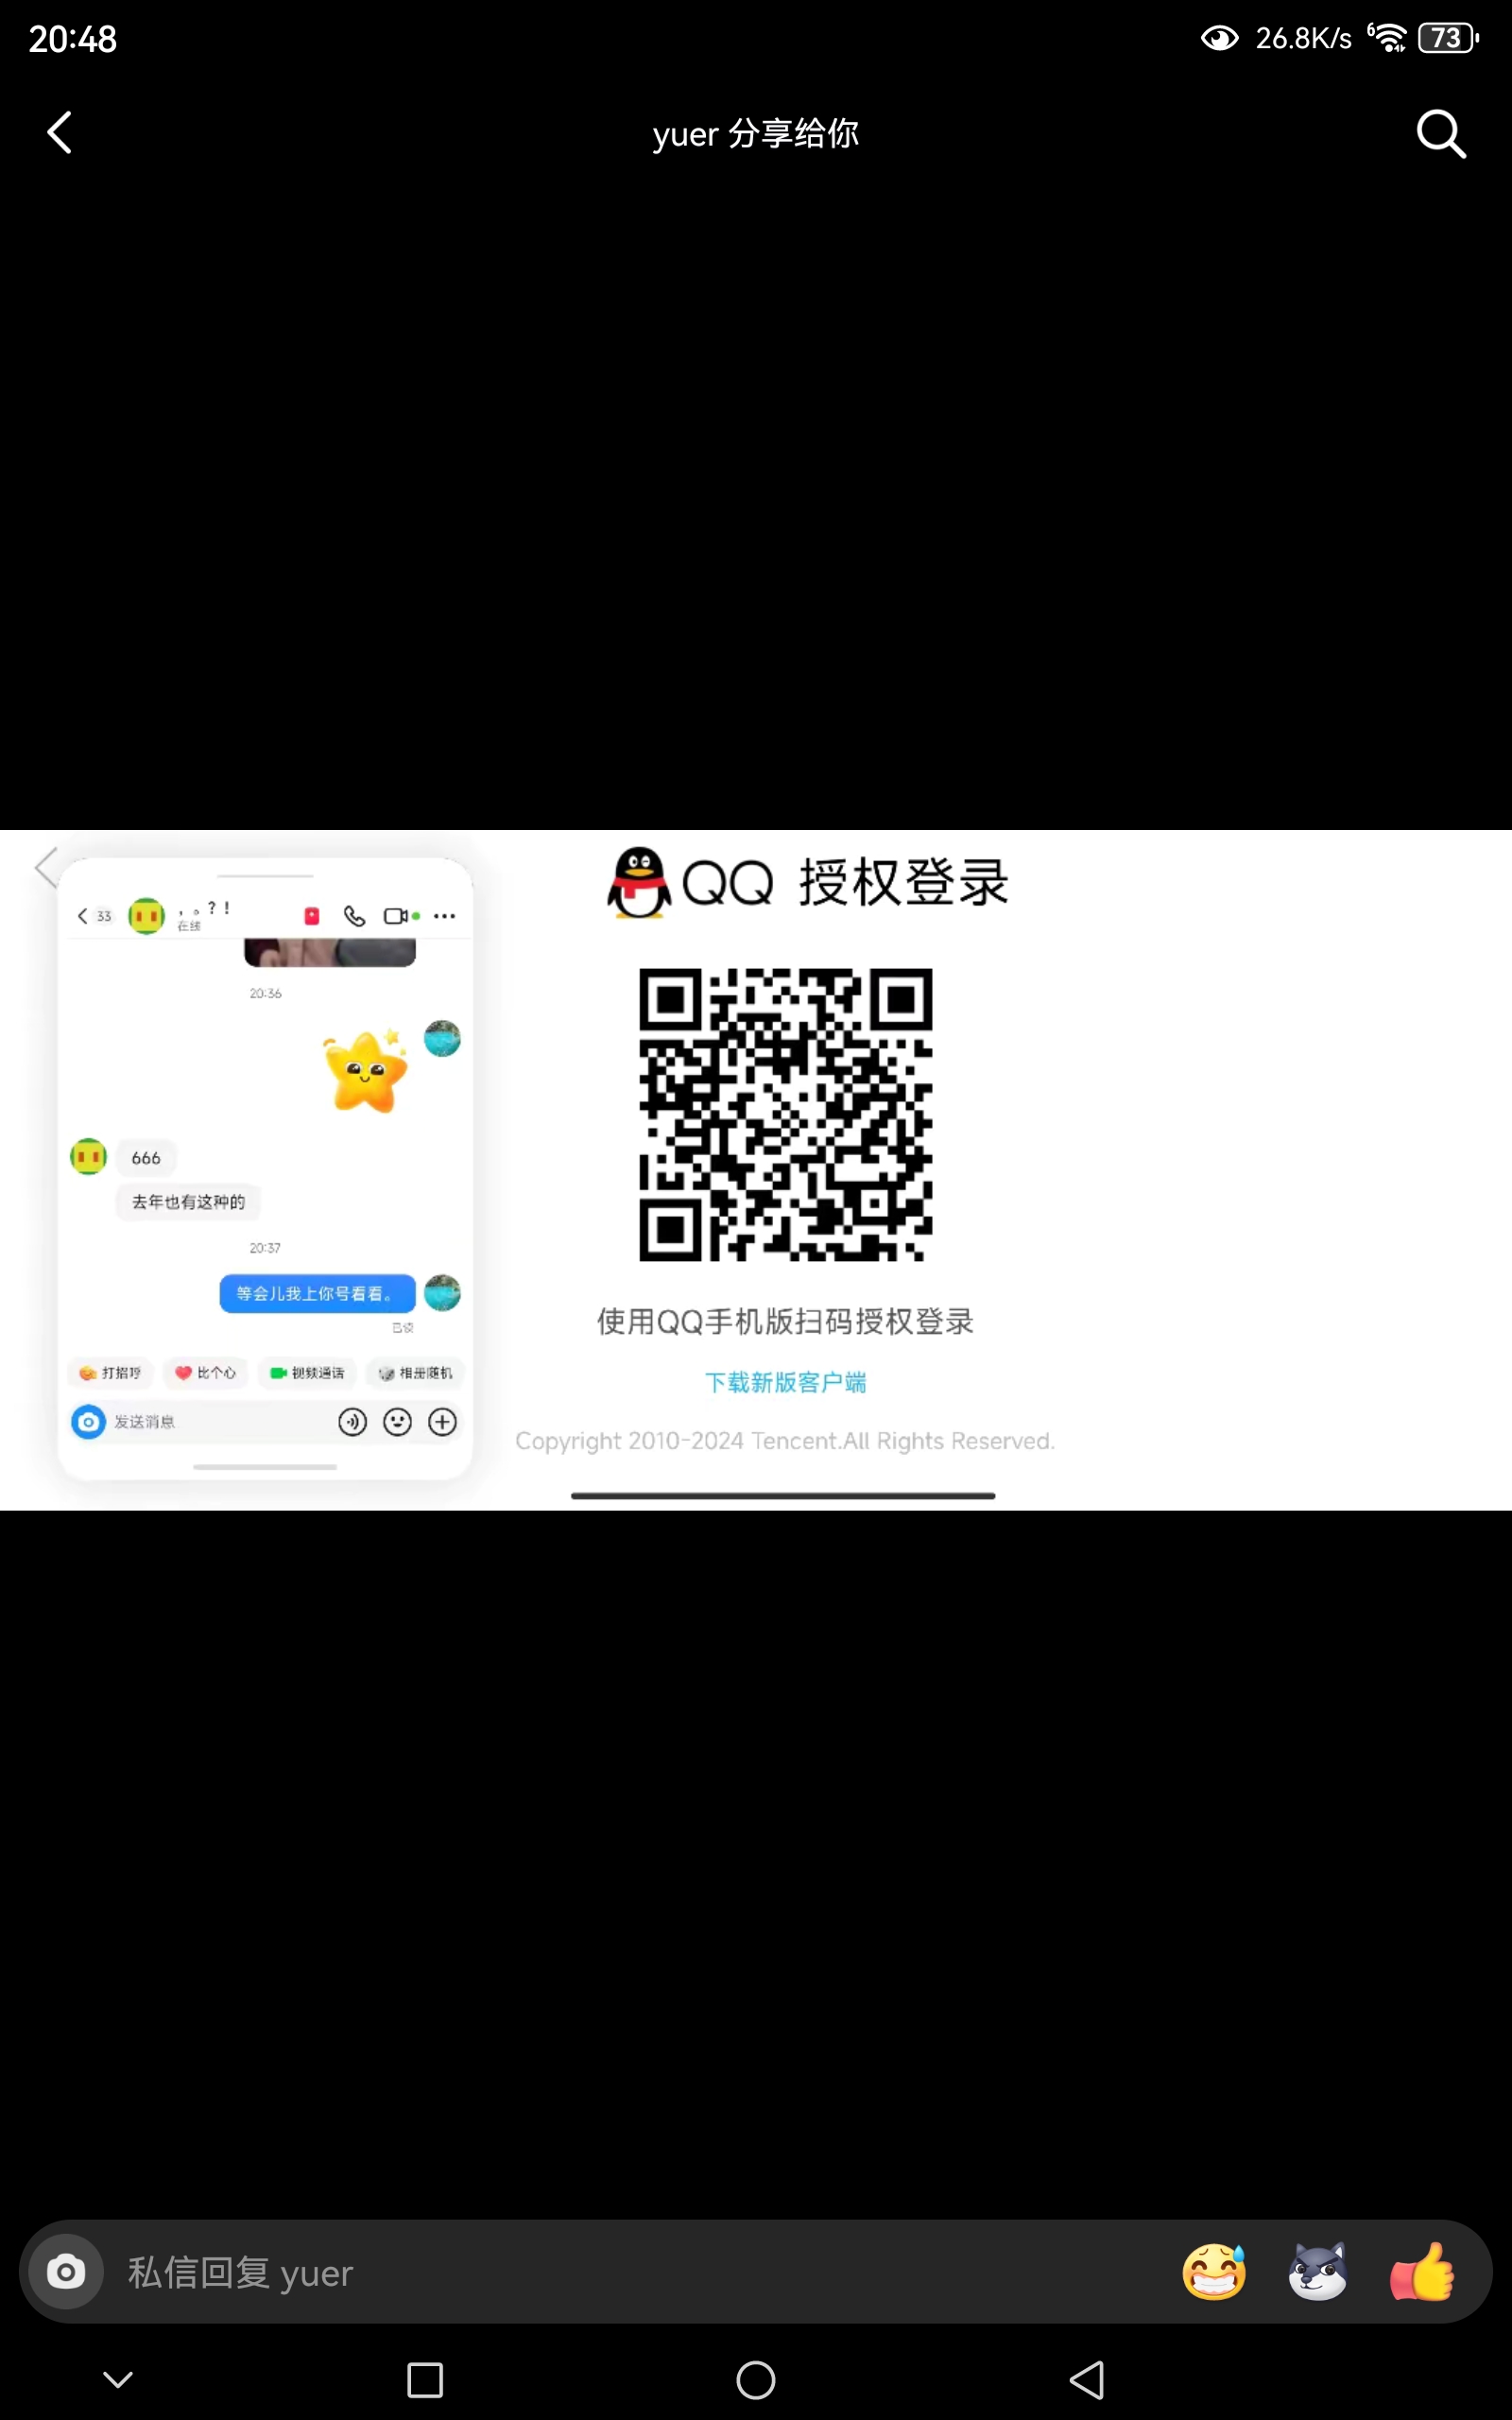 20:48
26.8K/s
6
73
yuer 分享给你
QQ 授权登录
33
，。？！
在线
20:36
666
去年也有这种的
20:37
等会儿我上你号看看。
已读
打招呼
比个心
视频通话
相册随机
发送消息
使用QQ手机版扫码授权登录
下载新版客户端
Copyright 2010-2024 Tencent.All Rights Reserved.
私信回复 yuer